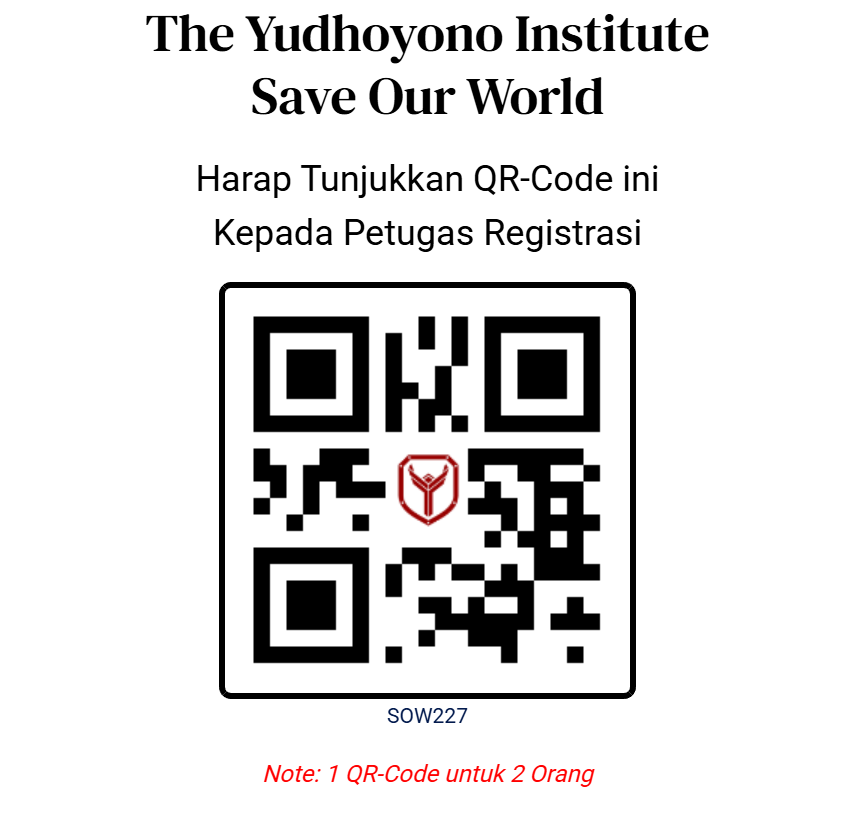 The Yudhoyono Institute
Save Our World
Harap Tunjukkan QR-Code ini
Kepada Petugas Registrasi
SOW227
Note: 1 QR-Code untuk 2 Orang